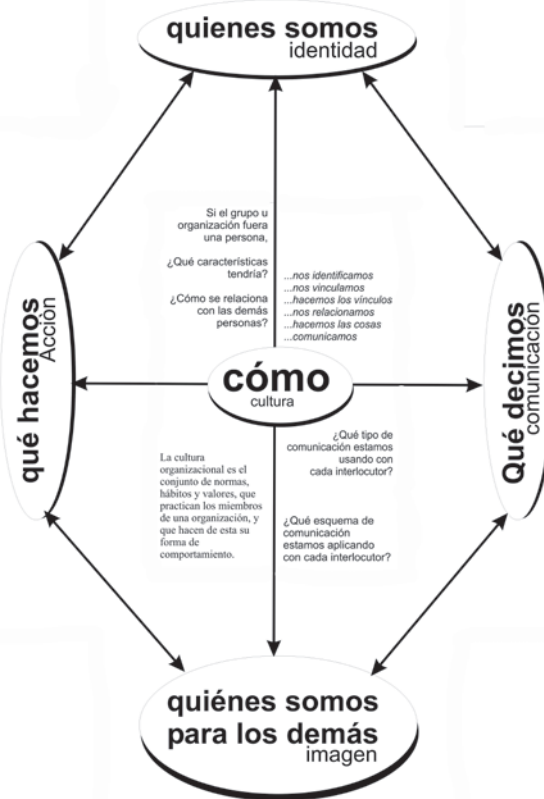 quienes somos
identidad
Si el grupo u
organización fuera
una persona,
¿Qué características
tendría?
¿Cómo se relaciona
con las demás
personas?
...nos identificamos
...nos vinculamos
...hacemos los vínculos
...nos relacionamos
...hacemos las cosas
...comunicamos
qué hacemos
Acción
cómo
cultura
Qué decimos
comunicación
La cultura
organizacional es el
conjunto de normas,
hábitos y valores, que
practican los miembros
de una organización, y
que hacen de esta su
forma de
comportamiento.
¿Qué tipo de
comunicación estamos
usando con
cada interlocutor?
¿Qué esquema de
comunicación
estamos aplicando
con cada interlocutor?
quiénes somos
para los demás
imagen